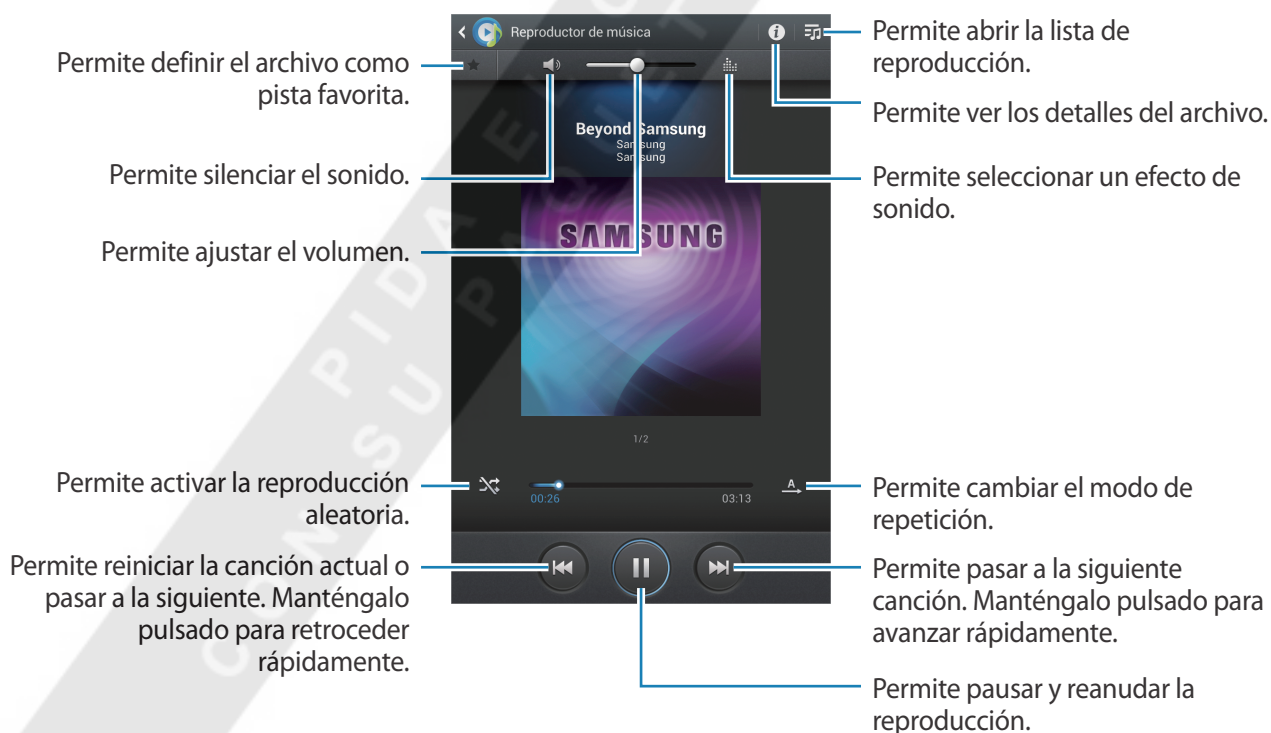 Reproductor de música
Permite definir el archivo como
pista favorita.
Permite silenciar el sonido.
Permite ajustar el volumen.
Permite activar la reproducción
aleatoria.
Permite reiniciar la canción actual o
pasar a la siguiente. Manténgalo
pulsado para retroceder
rápidamente.
Beyond Samsung
Samsung
Samsung
SAMSUNG
1/2
00:26
03:13
A
Permite abrir la lista de
reproducción.
Permite ver los detalles del archivo.
Permite seleccionar un efecto de
sonido.
Permite cambiar el modo de
repetición.
Permite pasar a la siguiente
canción. Manténgalo pulsado para
avanzar rápidamente.
Permite pausar y reanudar la
reproducción.